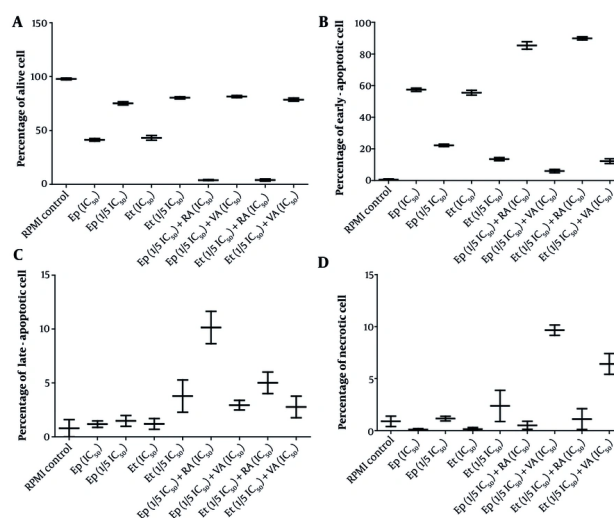 A
Percentage of alive cell
150
100
50
0
RPMI control
Ep (IC50)
Ep (1/5 IC50)
Et (IC50)
Et (1/5 IC50)
Ep (1/5 IC50) + RA (IC50)
Ep (1/5 IC50) + VA (IC50)
Et (1/5 IC50) + RA (IC50)
Et (1/5 IC50) + VA (IC50)
B
Percentage of early - apoptotic cell
100
80
60
40
20
0
RPMI control
Ep (IC50)
Ep (1/5 IC50)
Et (IC50)
Et (1/5 IC50)
Ep (1/5 IC50) + RA (IC50)
Ep (1/5 IC50) + VA (IC50)
Et (1/5 IC50) + RA (IC50)
Et (1/5 IC50) + VA (IC50)
C
Percentage of late - apoptotic cell
15
10
5
0
RPMI control
Ep (IC50)
Ep (1/5 IC50)
Et (IC50)
Et (1/5 IC50)
Ep (1/5 IC50) + RA (IC50)
Ep (1/5 IC50) + VA (IC50)
Et (1/5 IC50) + RA (IC50)
Et (1/5 IC50) + VA (IC50)
D
Percentage of necrotic cell
15
10
5
0
RPMI control
Ep (IC50)
Ep (1/5 IC50)
Et (IC50)
Et (1/5 IC50)
Ep (1/5 IC50) + RA (IC50)
Ep (1/5 IC50) + VA (IC50)
Et (1/5 IC50) + RA (IC50)
Et (1/5 IC50) + VA (IC50)